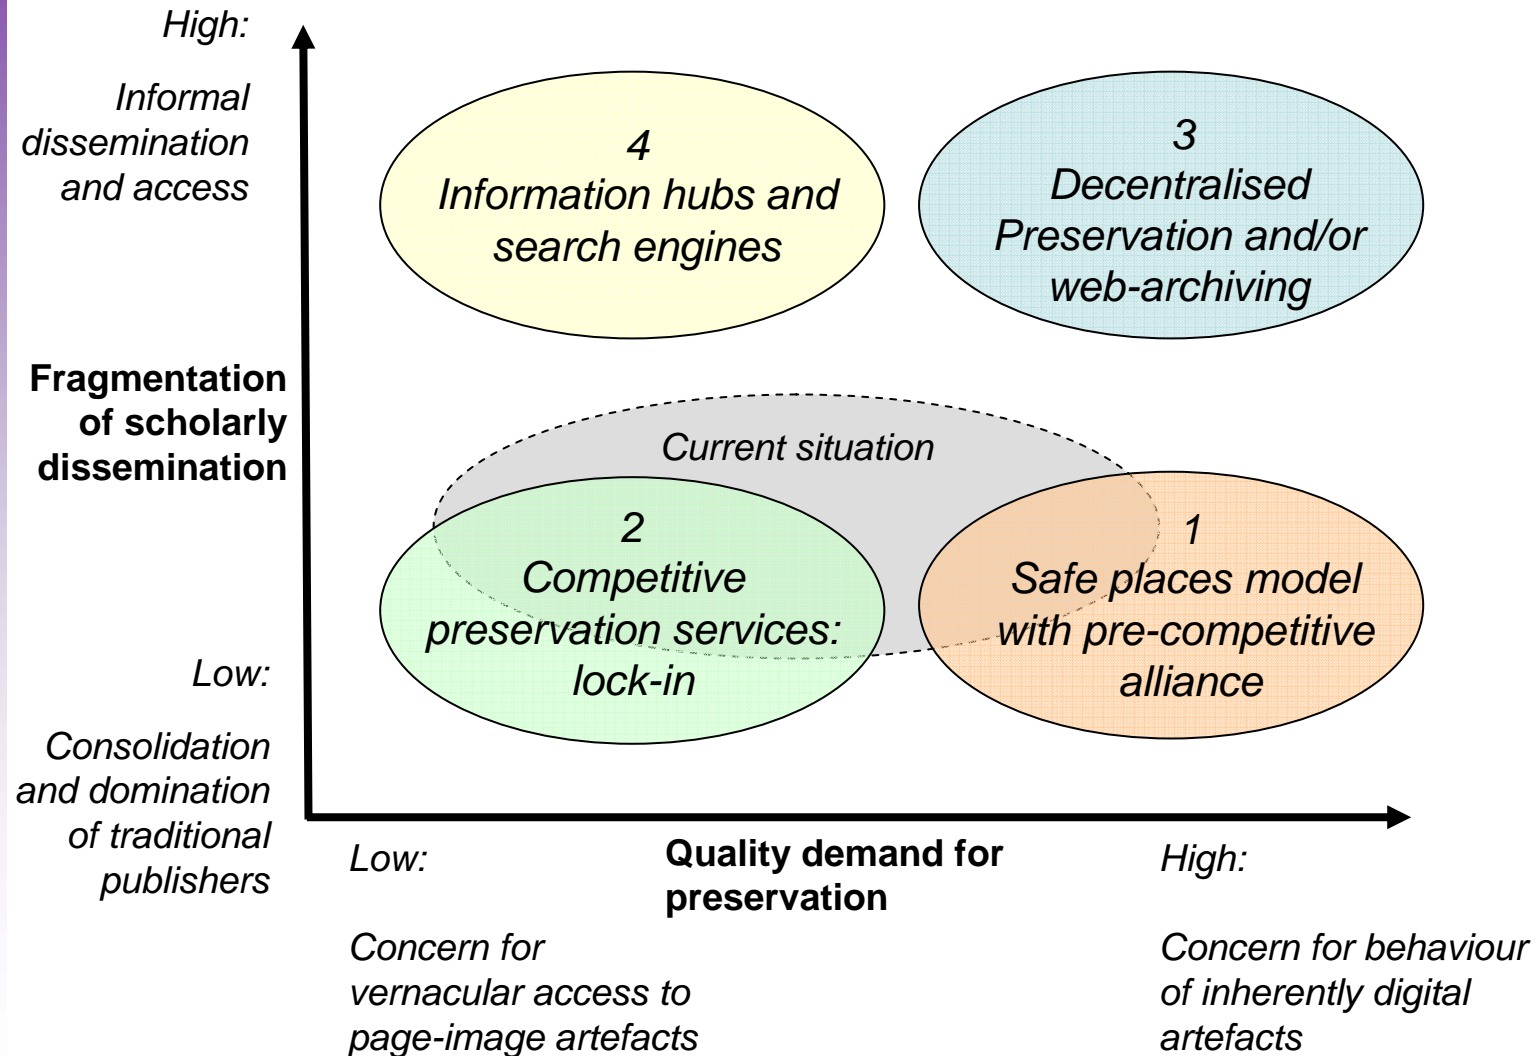 High:
Informal
dissemination
and access
4
Information hubs and
search engines
3
Decentralised
Preservation and/or
web-archiving
Fragmentation
of scholarly
dissemination
Current situation
2
Competitive
preservation services:
lock-in
1
Safe places model
with pre-competitive
alliance
Low:
Consolidation
and domination
of traditional
publishers
Low:
Concern for
vernacular access to
page-image artefacts
Quality demand for
preservation
High:
Concern for behaviour
of inherently digital
artefacts